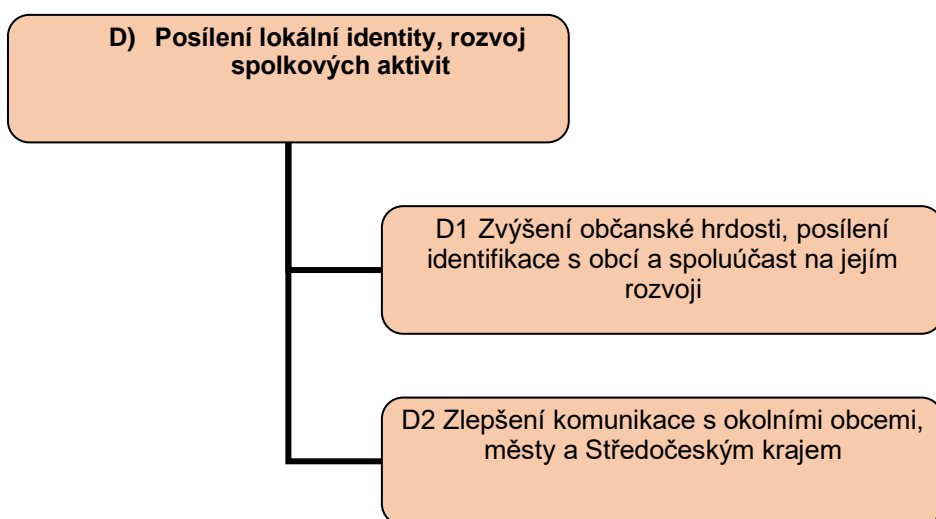 D) Posílení lokální identity, rozvoj
spolkových aktivit
D1 Zvýšení občanské hrdosti, posílení
identifikace s obcí a spoluúčast na jejím
rozvoji
D2 Zlepšení komunikace s okolními obcemi,
městy a Středočeským krajem